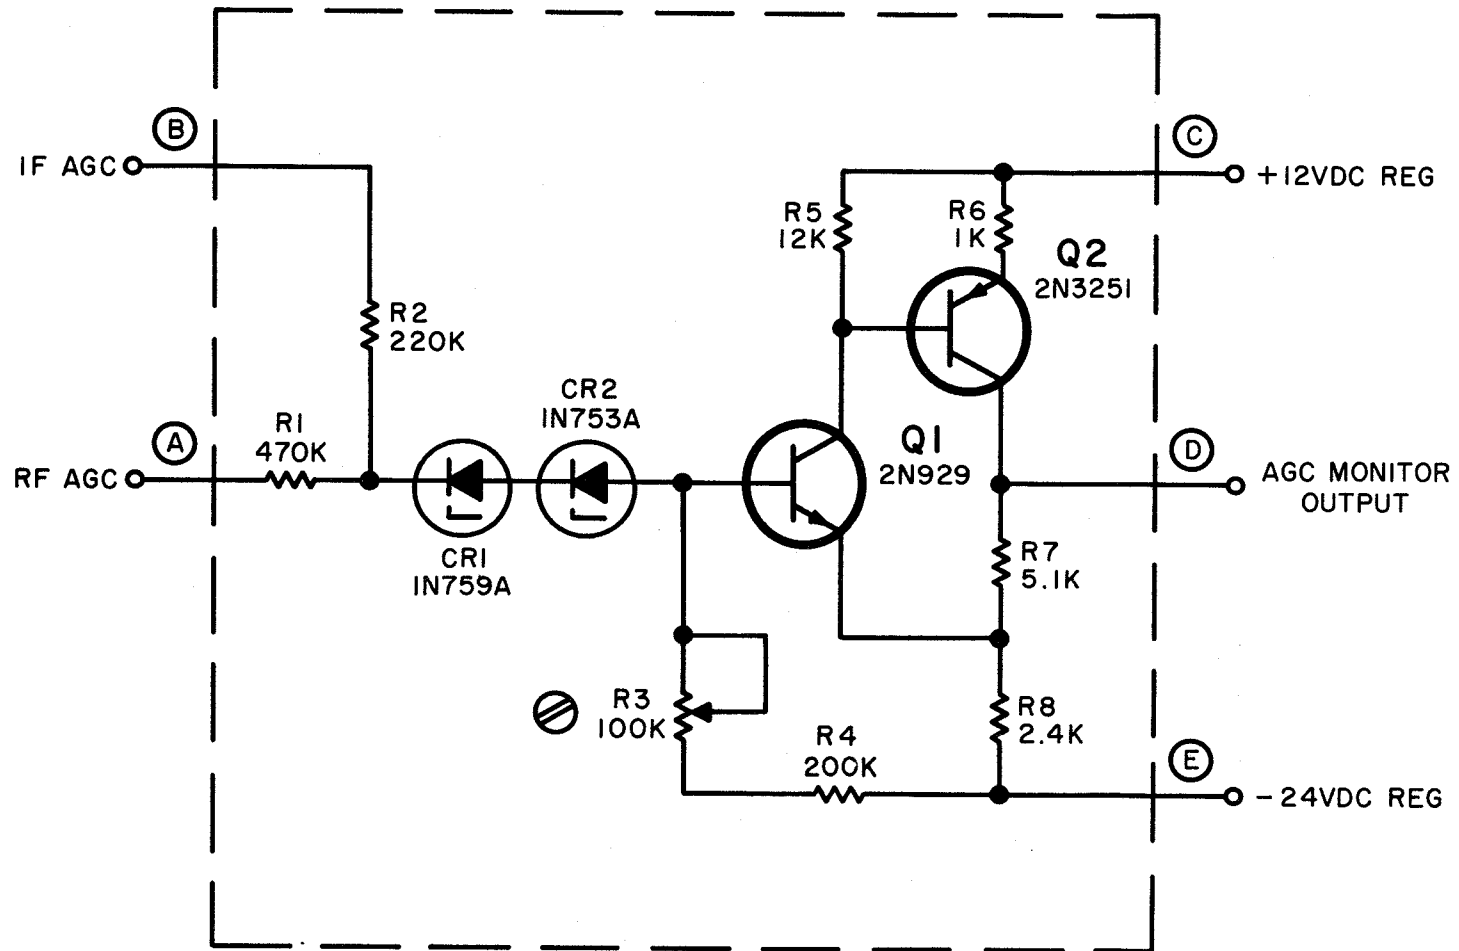 B
IF AGC
C
+12VDC REG
R5
12K
R6
1K
Q2
2N3251
R2
220K
CR2
1N753A
A
RF AGC
R1
470K
Q1
2N929
D
AGC MONITOR
OUTPUT
CR1
1N759A
R7
5.1K
R3
100K
R8
2.4K
R4
200K
E
-24VDC REG